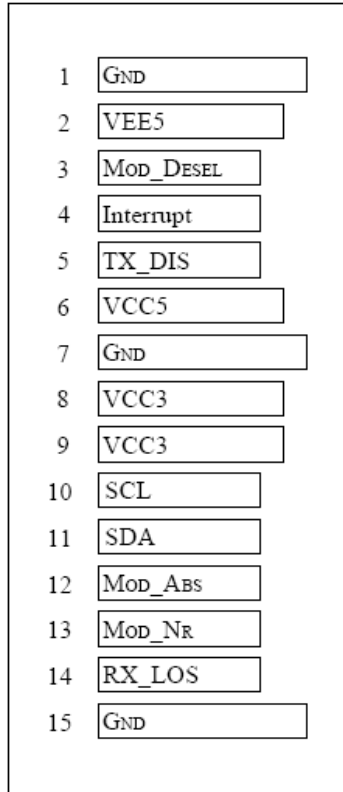 1 GND
2 VEE5
3 MOD_DESEL
4 Interrupt
5 TX_DIS
6 VCC5
7 GND
8 VCC3
9 VCC3
10 SCL
11 SDA
12 MOD_ABS
13 MOD_NR
14 RX_LOS
15 GND